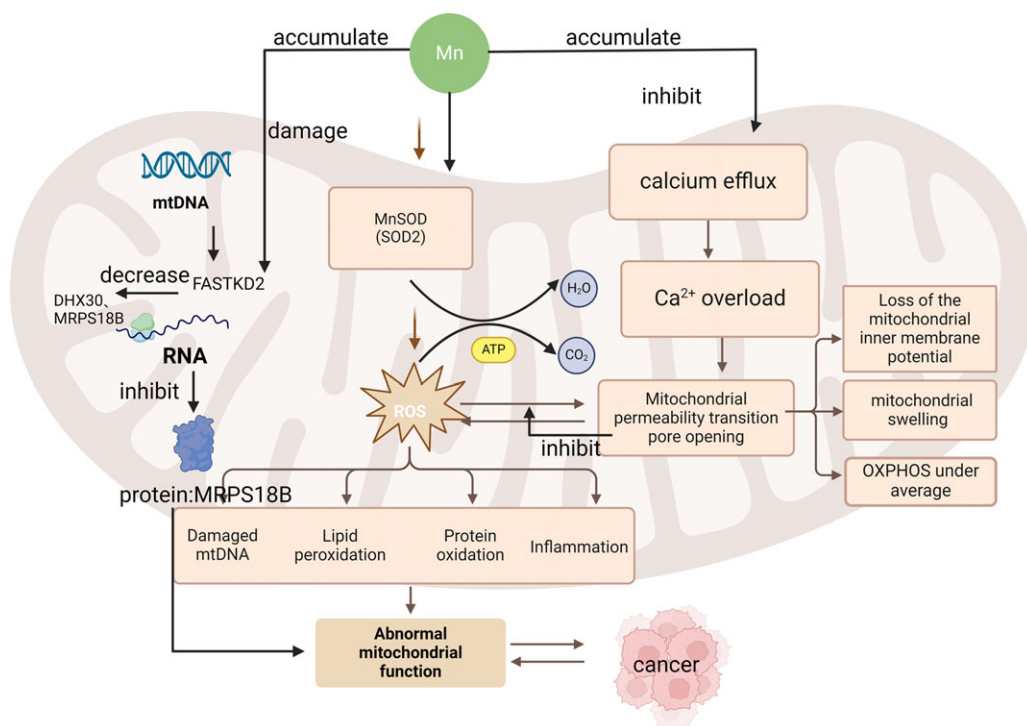 accumulate
Mn
accumulate
inhibit
damage
mtDNA
MnSOD
(SOD2)
calcium efflux
decrease
FASTKD2
DHX30、
MRPS18B
RNA
inhibit
H₂O
ATP
CO₂
Ca²⁺ overload
Loss of the
mitochondrial
inner membrane
potential
ROS
Mitochondrial
permeability transition
pore opening
mitochondrial
swelling
inhibit
OXPHOS under
average
protein:MRPS18B
Damaged
mtDNA
Lipid
peroxidation
Protein
oxidation
Inflammation
Abnormal
mitochondrial
function
cancer